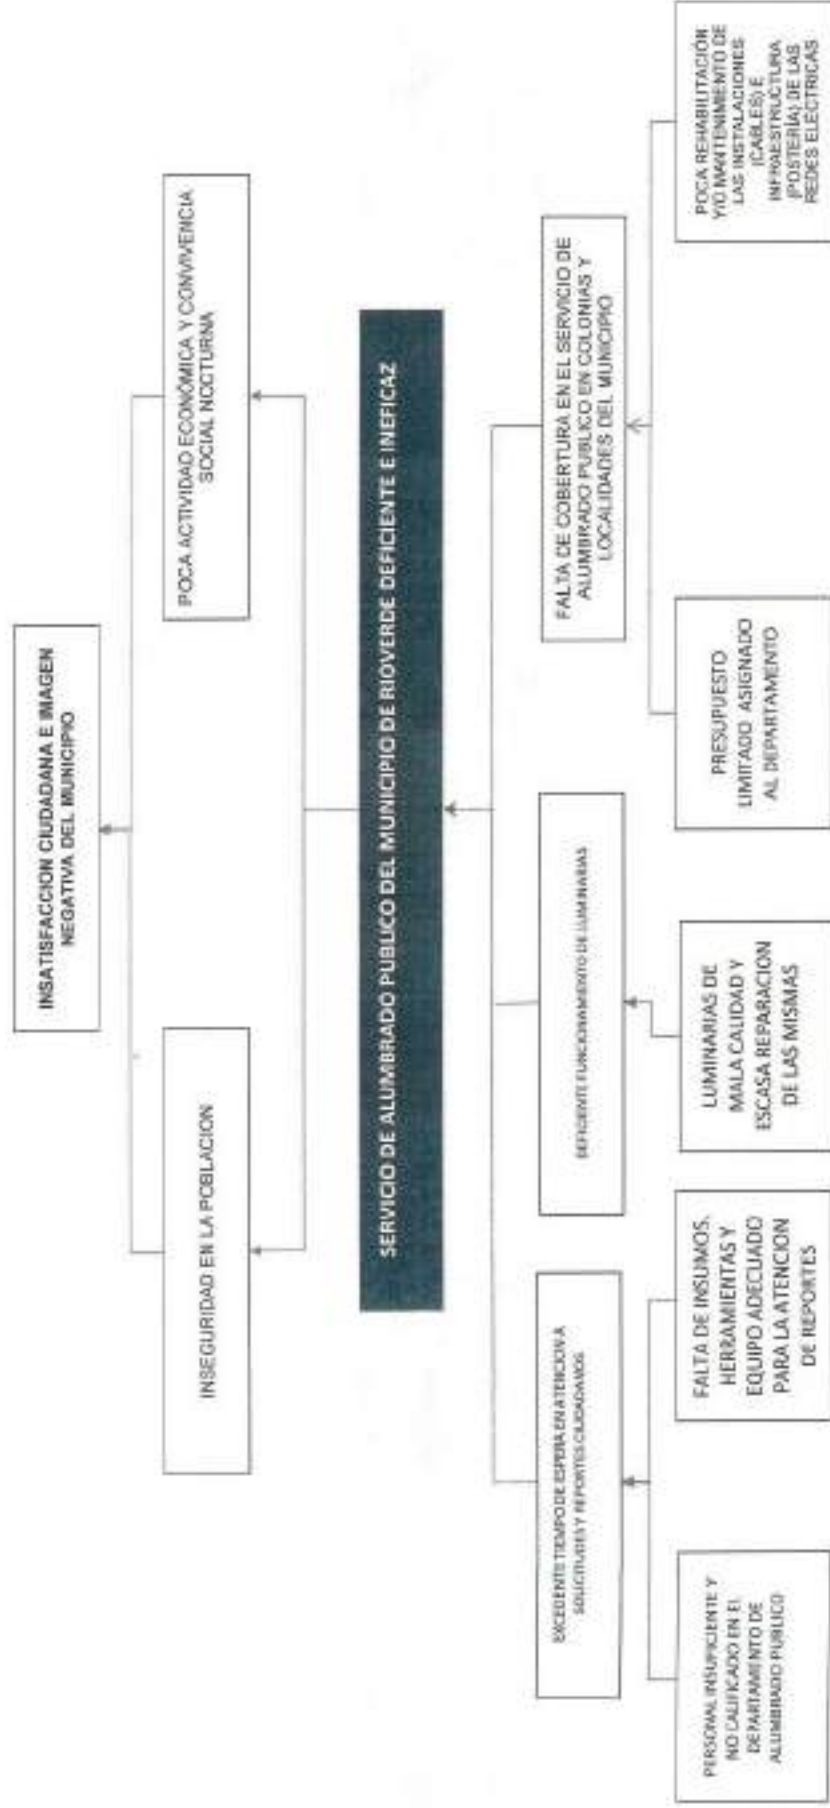 INSATISFACCION CIUDADANA E IMAGEN
NEGATIVA DEL MUNICIPIO
INSEGURIDAD EN LA POBLACION
POCA ACTIVIDAD ECONÓMICA Y CONVIVENCIA
SOCIAL NOCTURNA
SERVICIO DE ALUMBRADO PUBLICO DEL MUNICIPIO DE RIOVERDE DEFICIENTE E INEFICAZ
EXCEDENTE TIEMPO DE ESPERA EN ATENCION A
SOLICITUDES Y REPORTES CIUDADANOS
DEFICIENTE FUNCIONAMIENTO DE LUMINARIAS
FALTA DE COBERTURA EN EL SERVICIO DE
ALUMBRADO PUBLICO EN COLONIAS Y
LOCALIDADES DEL MUNICIPIO
PERSONAL INSUFICIENTE Y
NO CALIFICADO EN EL
DEPARTAMENTO DE
ALUMBRADO PUBLICO
FALTA DE INSUMOS,
HERRAMIENTAS Y
EQUIPO ADECUADO
PARA LA ATENCION
DE REPORTES
LUMINARIAS DE
MALA CALIDAD Y
ESCASA REPARACION
DE LAS MISMAS
PRESUPUESTO
LIMITADO ASIGNADO
AL DEPARTAMENTO
POCA REHABILITACIÓN
Y/O MANTENIMIENTO DE
LAS INSTALACIONES
(CABLES) E
INFRAESTRUCTURA
(POSTERÍA) DE LAS
REDES ELÉCTRICAS